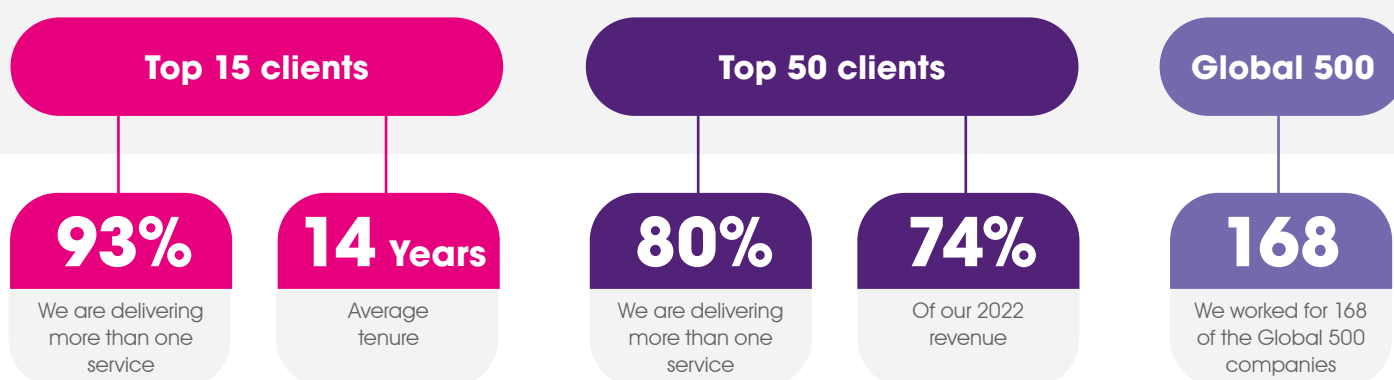 Top 15 clients
93%
We are delivering
more than one
service
14 Years
Average
tenure
Top 50 clients
80%
We are delivering
more than one
service
74%
Of our 2022
revenue
Global 500
168
We worked for 168
of the Global 500
companies